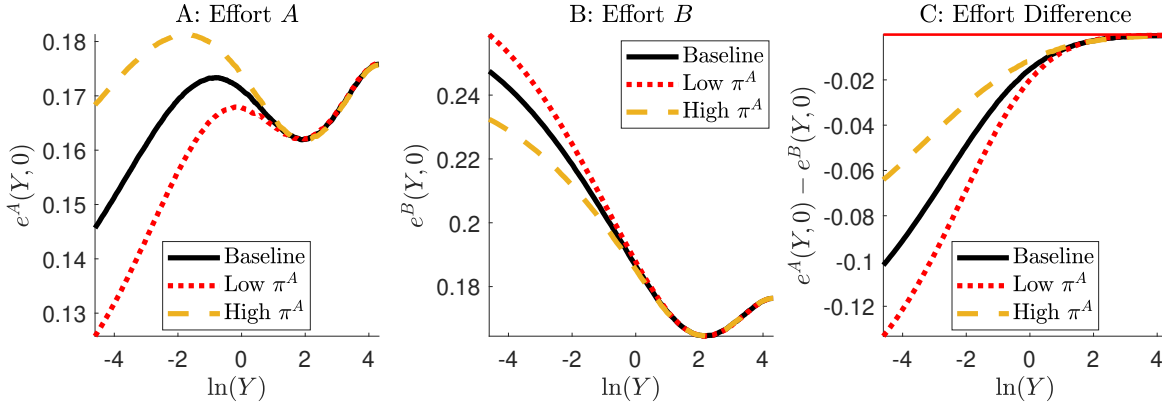 A: Effort A
e^A(Y, 0)
0.18
0.17
0.16
0.15
0.14
0.13
Baseline
Low π^A
High π^A
-4
-2
0
2
4
ln(Y)
B: Effort B
e^B(Y, 0)
0.24
0.22
0.2
0.18
Baseline
Low π^A
High π^A
-4
-2
0
2
4
ln(Y)
C: Effort Difference
e^A(Y, 0) − e^B(Y, 0)
-0.02
-0.04
-0.06
-0.08
-0.1
-0.12
Baseline
Low π^A
High π^A
-4
-2
0
2
4
ln(Y)